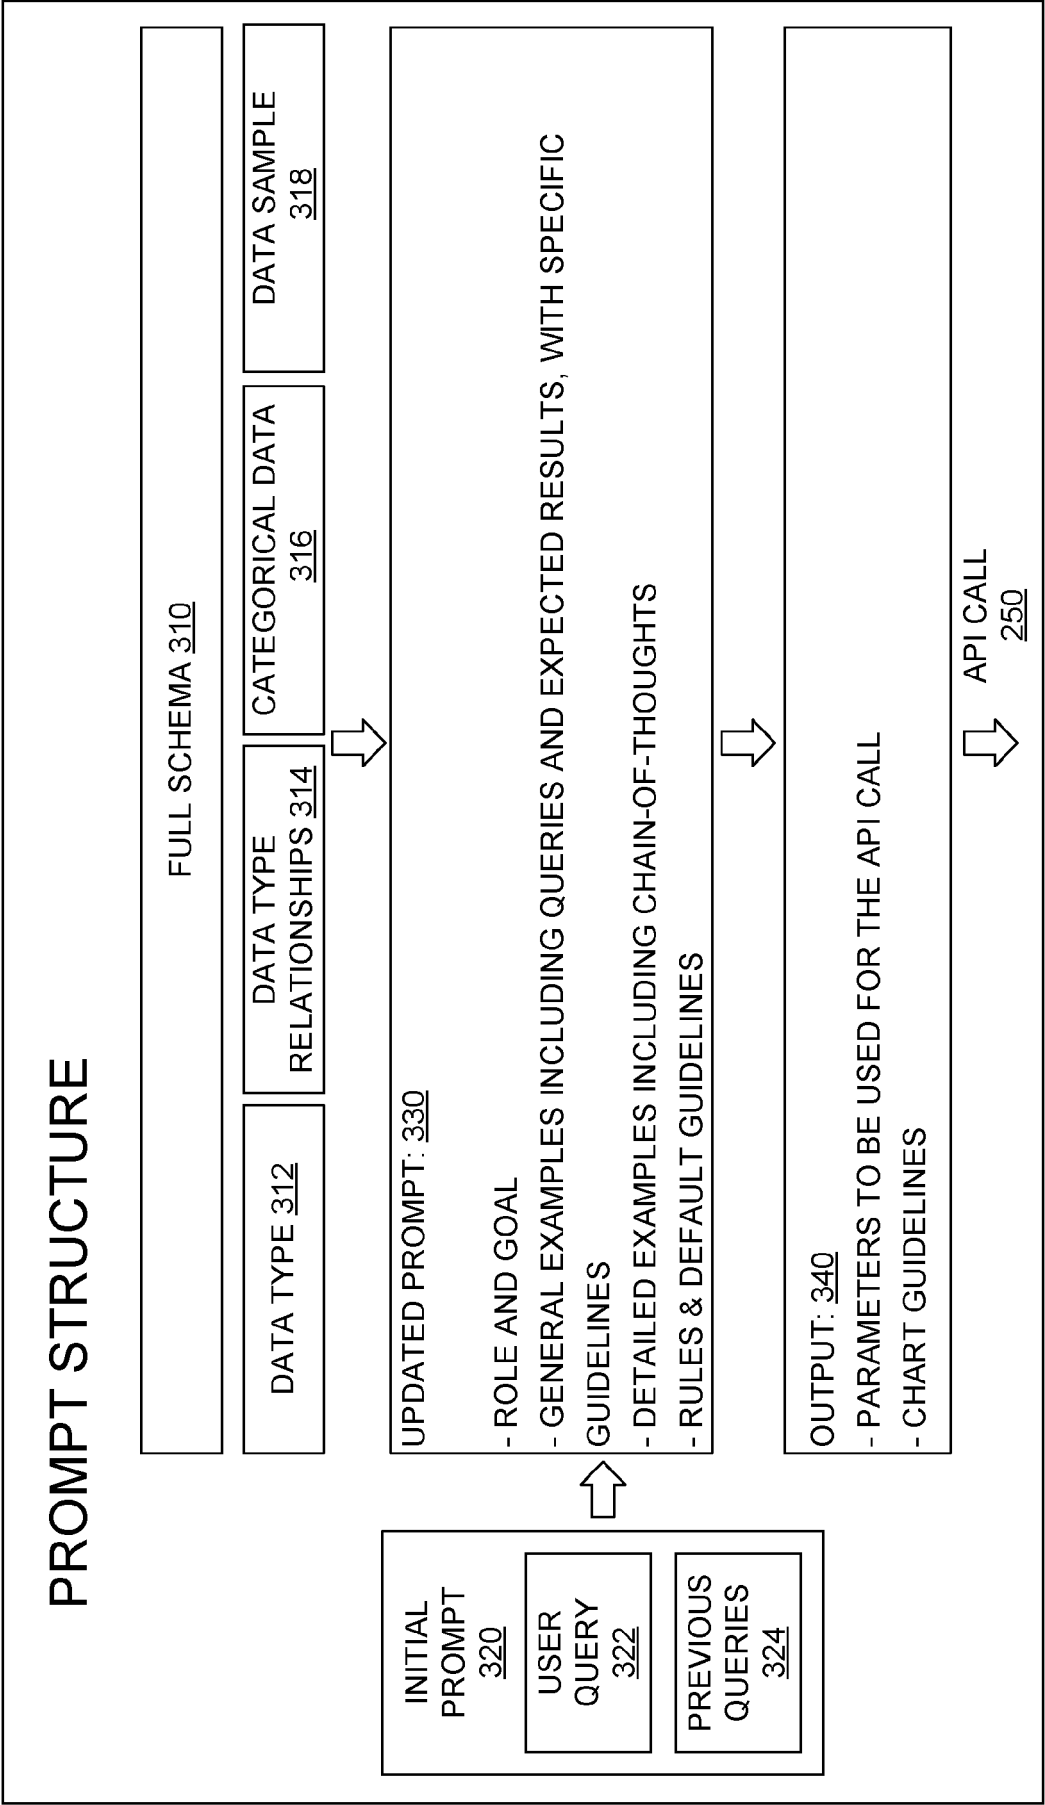 PROMPT STRUCTURE
FULL SCHEMA 310
DATA TYPE 312
DATA TYPE
RELATIONSHIPS 314
CATEGORICAL DATA
316
DATA SAMPLE
318
INITIAL
PROMPT
320
USER
QUERY
322
PREVIOUS
QUERIES
324
UPDATED PROMPT: 330
- ROLE AND GOAL
- GENERAL EXAMPLES INCLUDING QUERIES AND EXPECTED RESULTS, WITH SPECIFIC
GUIDELINES
- DETAILED EXAMPLES INCLUDING CHAIN-OF-THOUGHTS
- RULES & DEFAULT GUIDELINES
OUTPUT: 340
- PARAMETERS TO BE USED FOR THE API CALL
- CHART GUIDELINES
API CALL
250